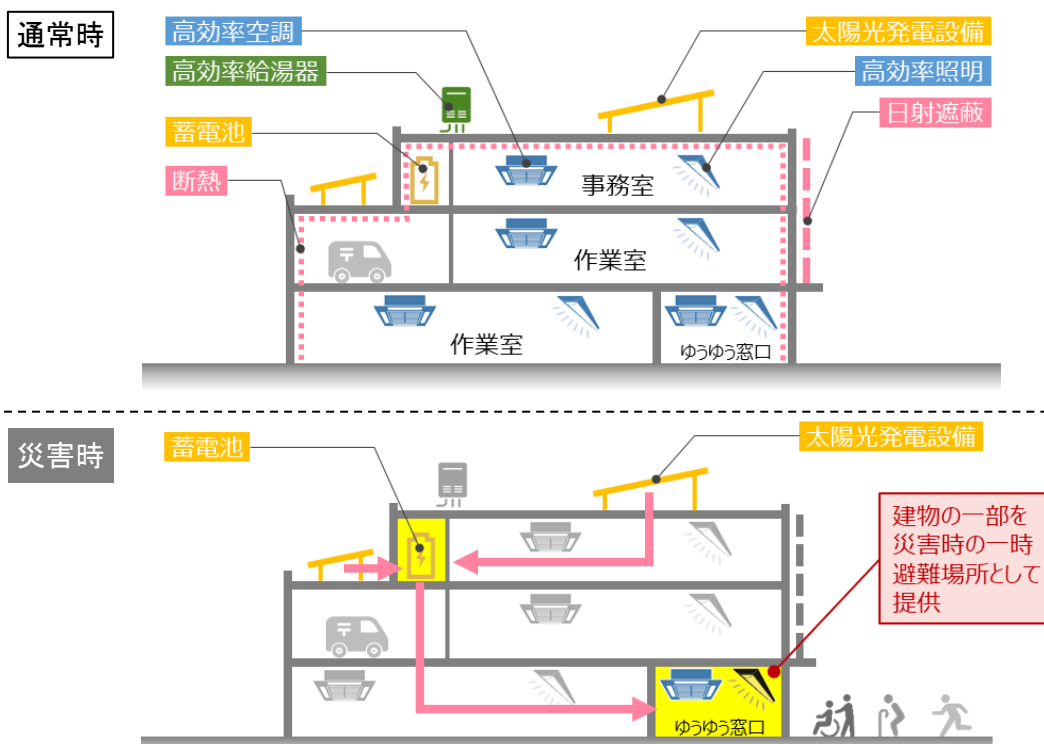 通常時
高効率空調
太陽光発電設備
高効率給湯器
高効率照明
日射遮蔽
蓄電池
断熱
事務室
作業室
作業室
ゆうゆう窓口
災害時
蓄電池
太陽光発電設備
建物の一部を
災害時の一時
避難場所として
提供
ゆうゆう窓口